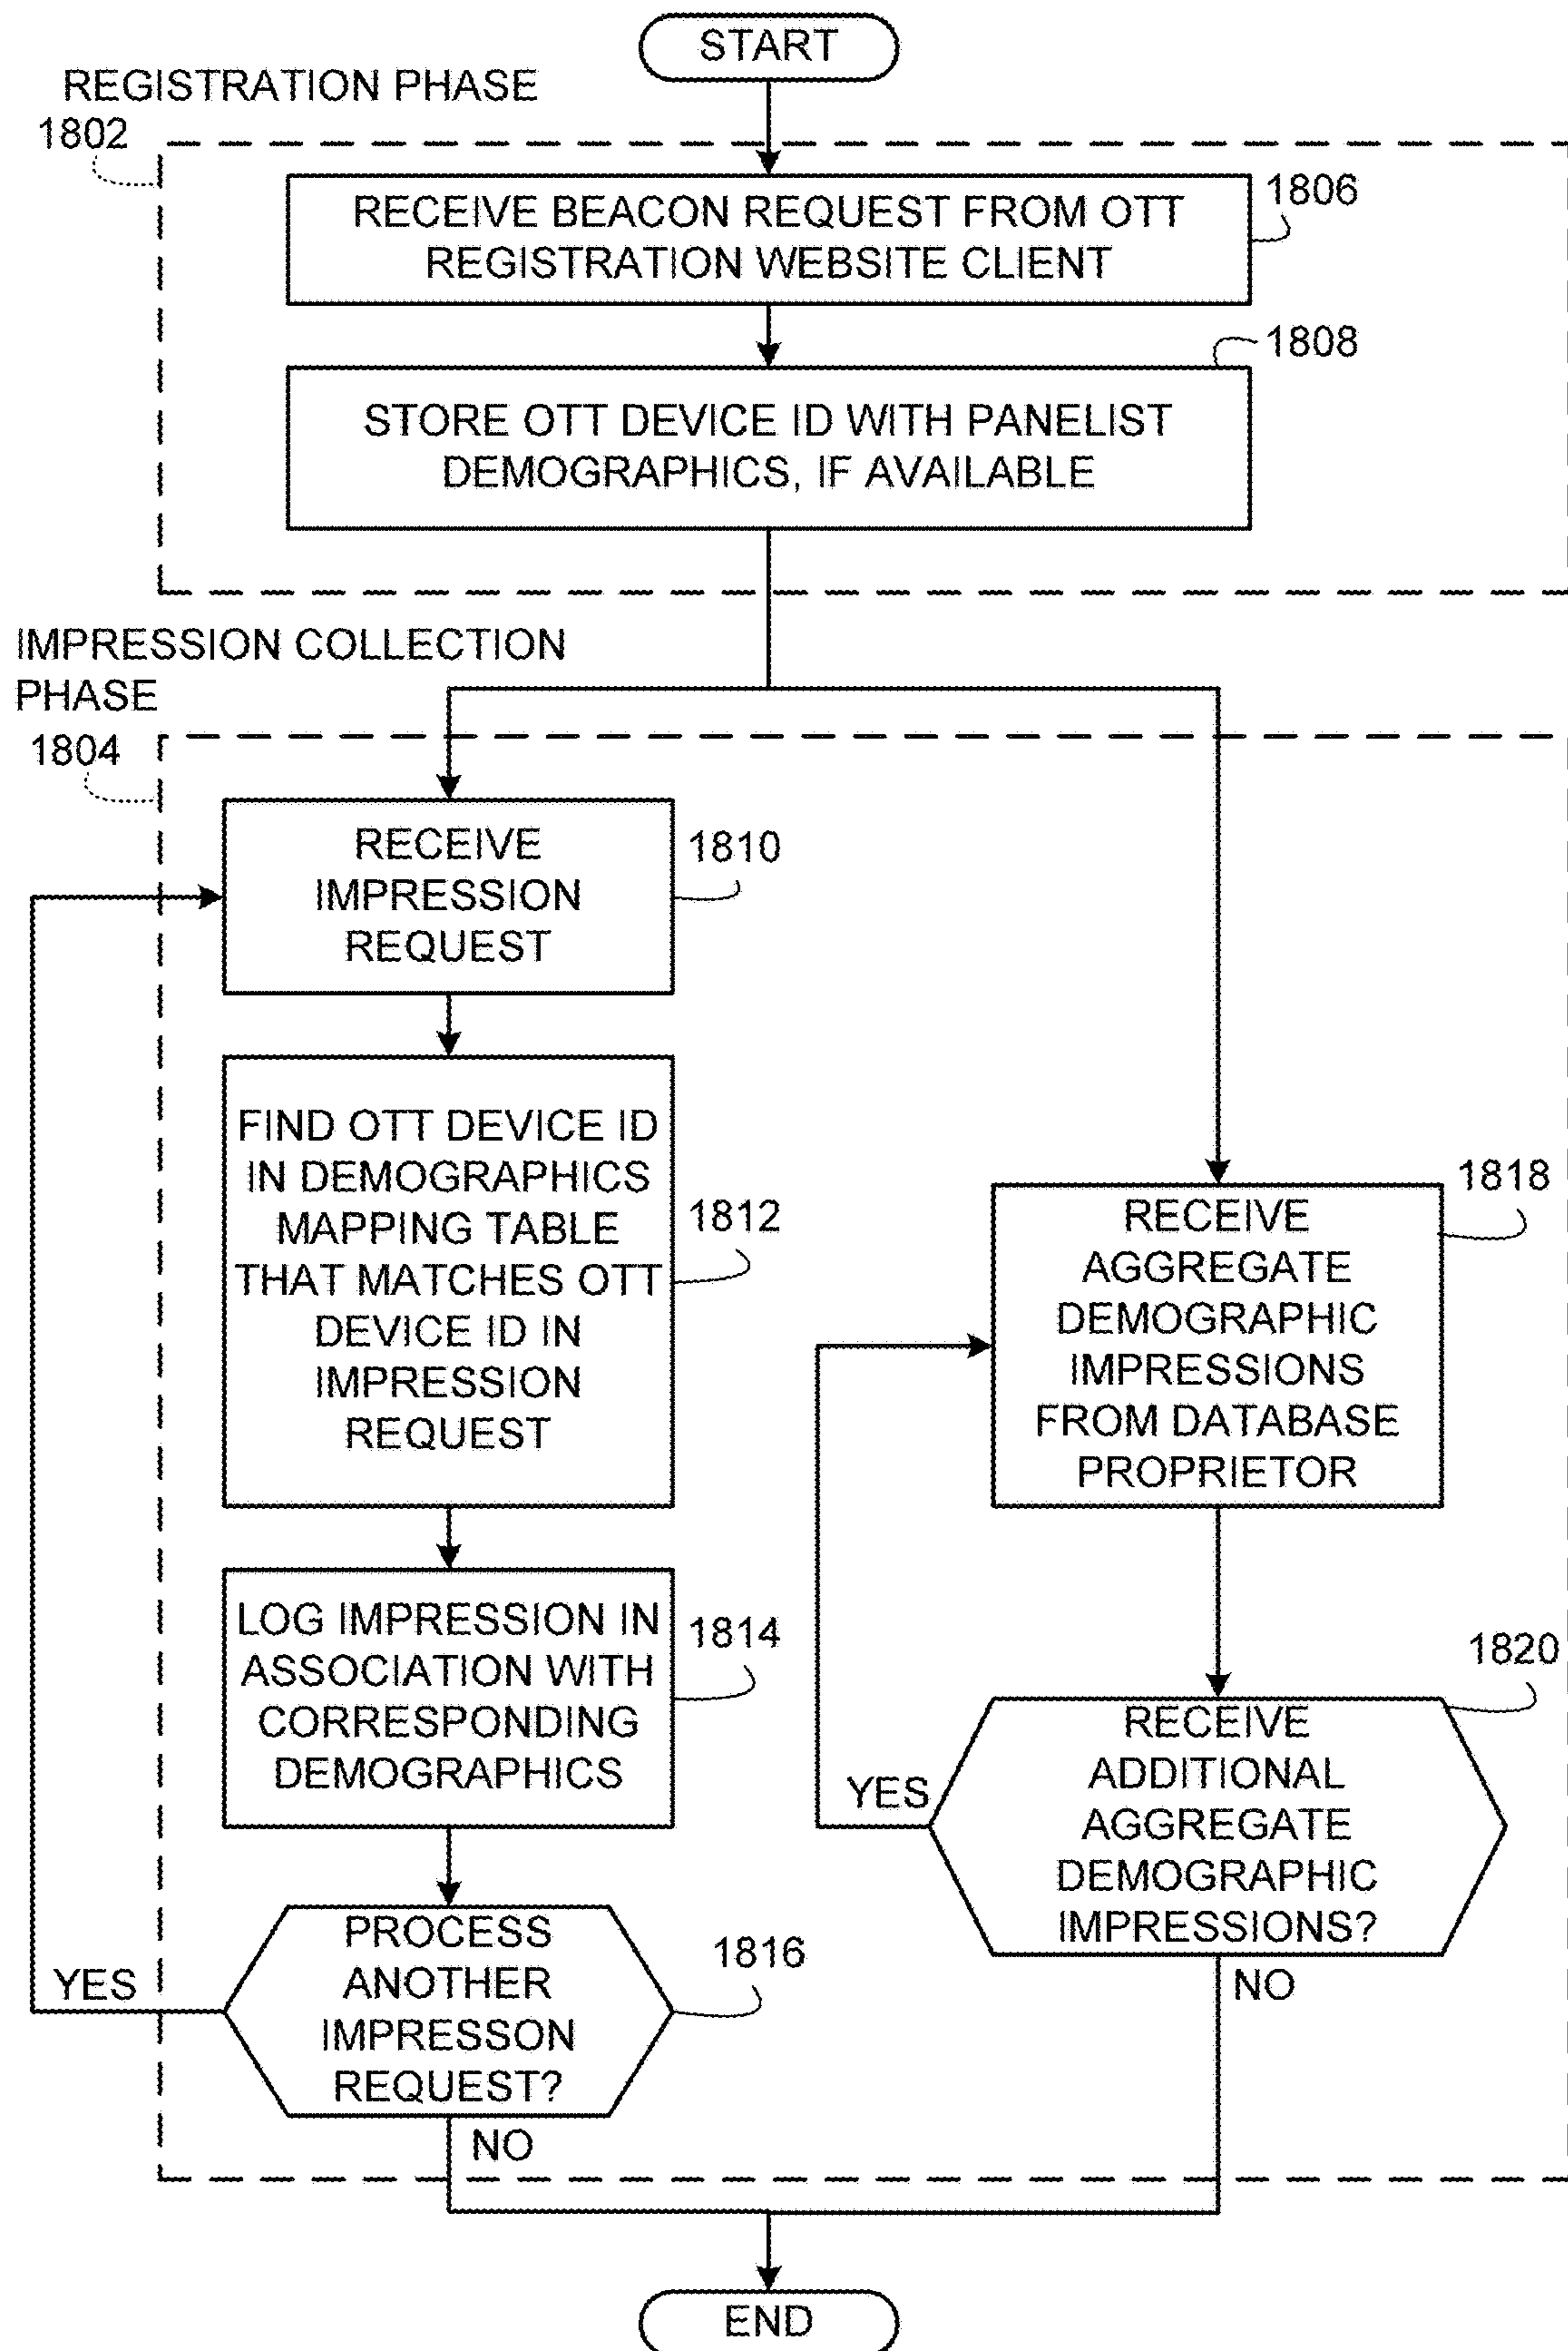 START
REGISTRATION PHASE
1802
RECEIVE BEACON REQUEST FROM OTT
REGISTRATION WEBSITE CLIENT
1806
1808
STORE OTT DEVICE ID WITH PANELIST
DEMOGRAPHICS, IF AVAILABLE
IMPRESSION COLLECTION
PHASE
1804
RECEIVE
IMPRESSION
REQUEST
1810
FIND OTT DEVICE ID
IN DEMOGRAPHICS
MAPPING TABLE
THAT MATCHES OTT
DEVICE ID IN
IMPRESSION
REQUEST
1812
LOG IMPRESSION IN
ASSOCIATION WITH
CORRESPONDING
DEMOGRAPHICS
1814
PROCESS
ANOTHER
IMPRESSON
REQUEST?
1816
YES
NO
RECEIVE
AGGREGATE
DEMOGRAPHIC
IMPRESSIONS
FROM DATABASE
PROPRIETOR
1818
RECEIVE
ADDITIONAL
AGGREGATE
DEMOGRAPHIC
IMPRESSIONS?
1820
YES
NO
END